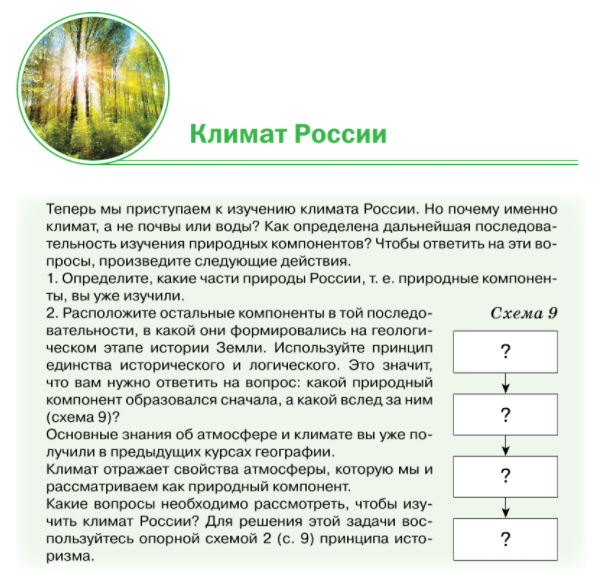 Климат России
Теперь мы приступаем к изучению климата России. Но почему именно
климат, а не почвы или воды? Как определена дальнейшая последова-
тельность изучения природных компонентов? Чтобы ответить на эти во-
просы, произведите следующие действия.
1. Определите, какие части природы России, т. е. природные компонен-
ты, вы уже изучили.
2. Расположите остальные компоненты в той последо-
вательности, в какой они формировались на геологи-
ческом этапе истории Земли. Используйте принцип
единства исторического и логического. Это значит,
что вам нужно ответить на вопрос: какой природный
компонент образовался сначала, а какой вслед за ним
(схема 9)?
Основные знания об атмосфере и климате вы уже по-
лучили в предыдущих курсах географии.
Климат отражает свойства атмосферы, которую мы и
рассматриваем как природный компонент.
Какие вопросы необходимо рассмотреть, чтобы изу-
чить климат России? Для решения этой задачи вос-
пользуйтесь опорной схемой 2 (с. 9) принципа исто-
ризма.
Схема 9
?
?
?
?